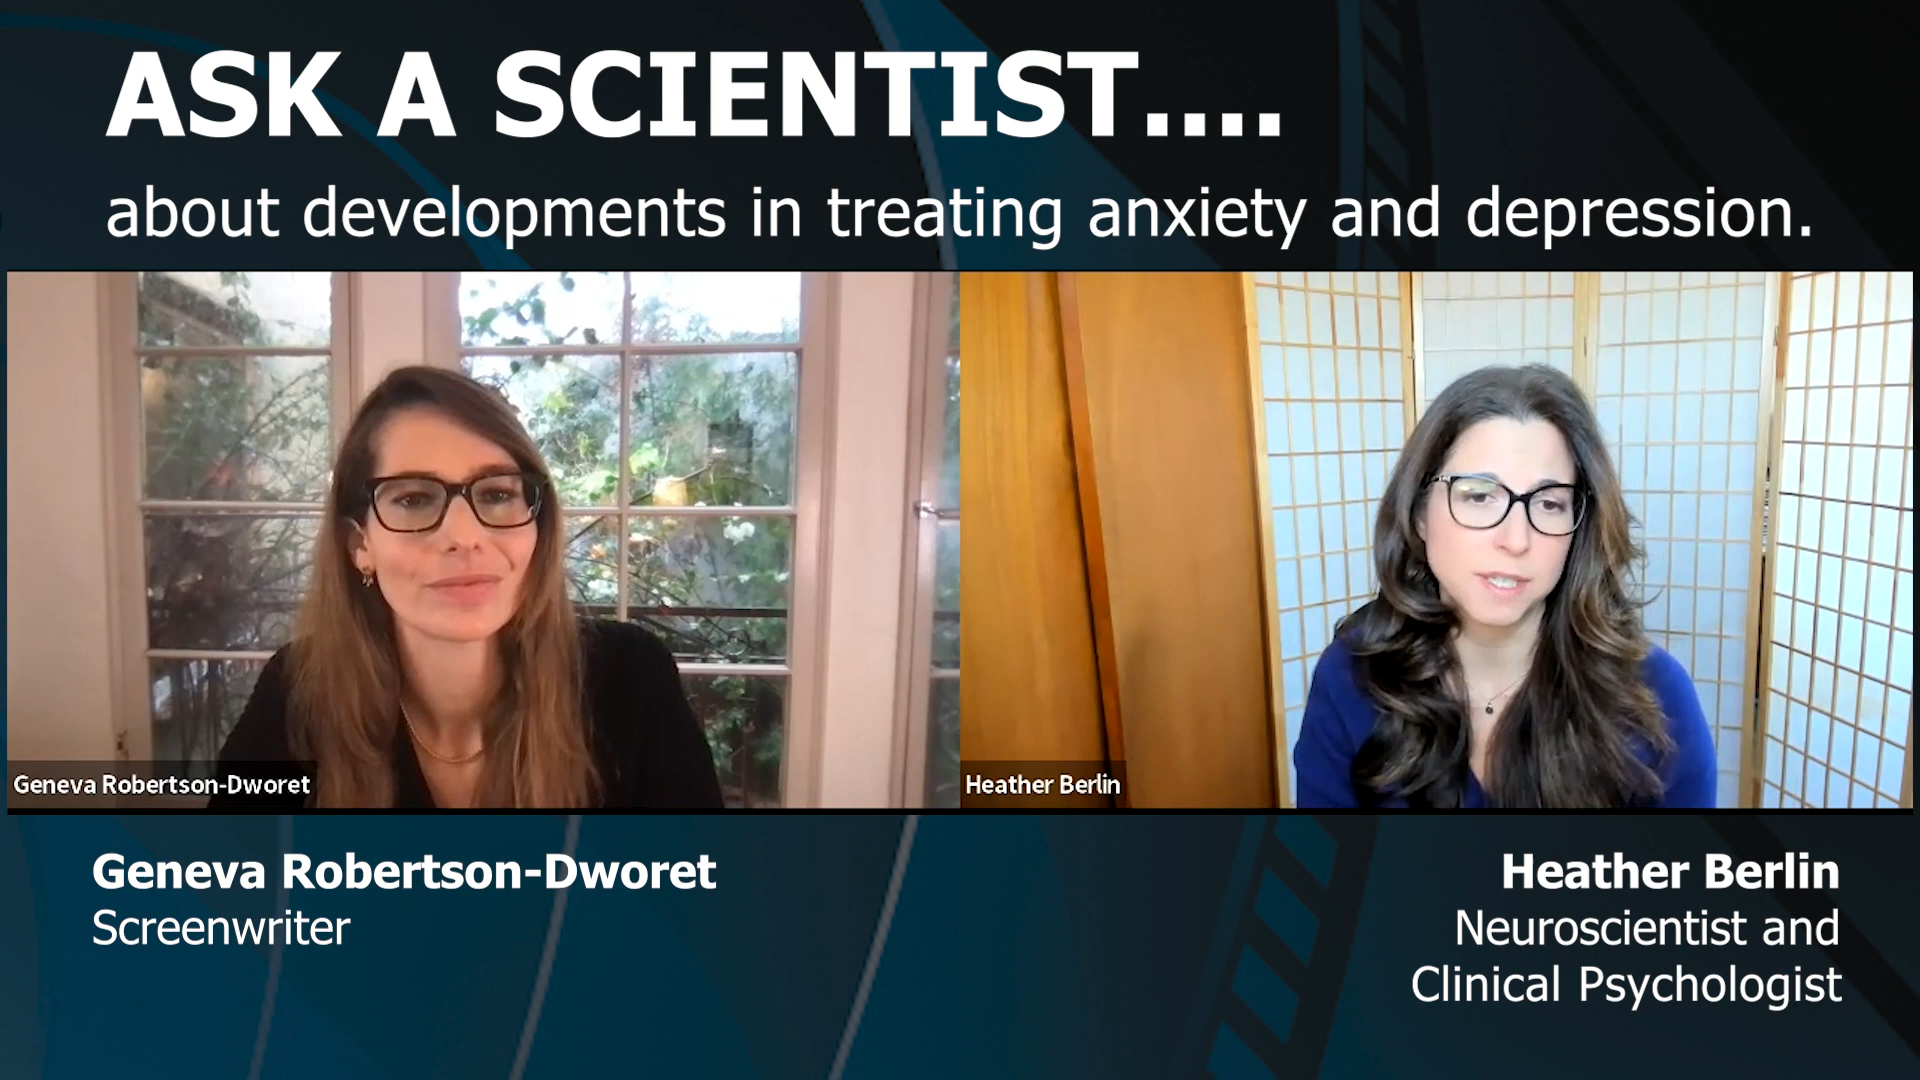 ASK A SCIENTIST....
about developments in treating anxiety and depression.
Geneva Robertson-Dworet
Heather Berlin
Geneva Robertson-Dworet
Screenwriter
Heather Berlin
Neuroscientist and
Clinical Psychologist